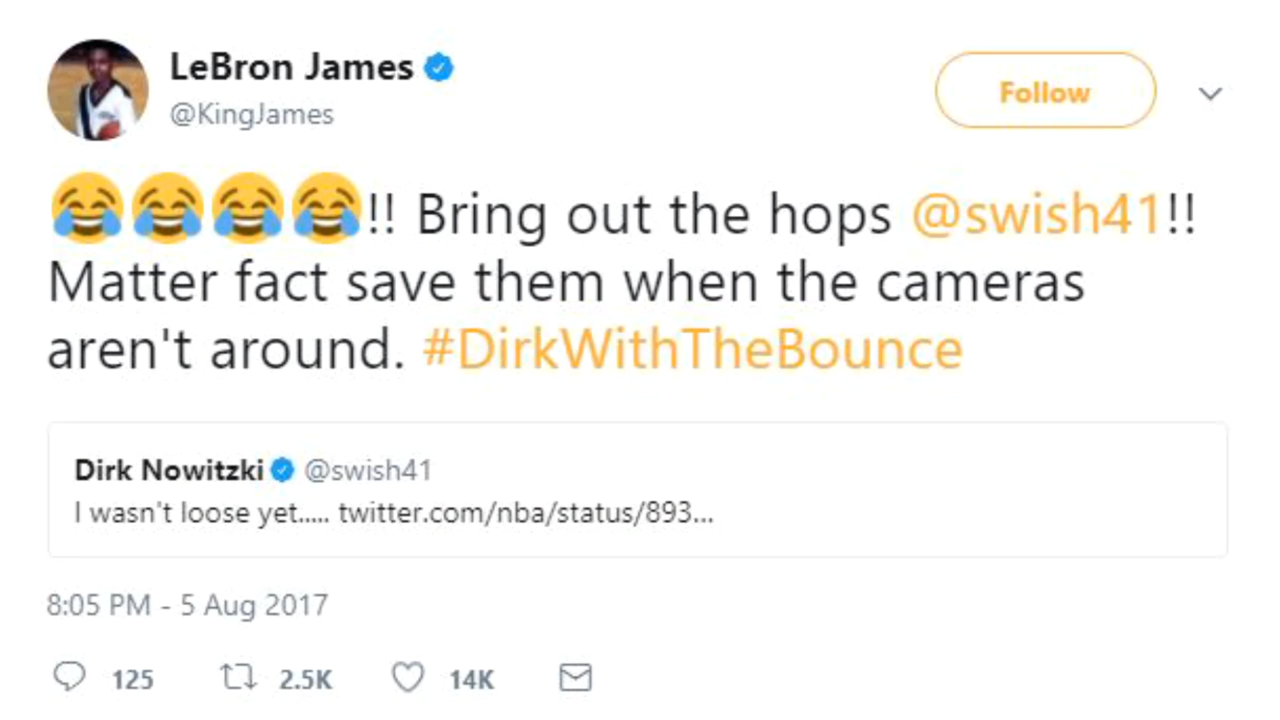 LeBron James
@KingJames
Follow
😂😂😂😂!! Bring out the hops @swish41!!
Matter fact save them when the cameras
aren't around. #DirkWithTheBounce
Dirk Nowitzki @swish41
I wasn't loose yet..... twitter.com/nba/status/893...
8:05 PM - 5 Aug 2017
125 2.5K 14K